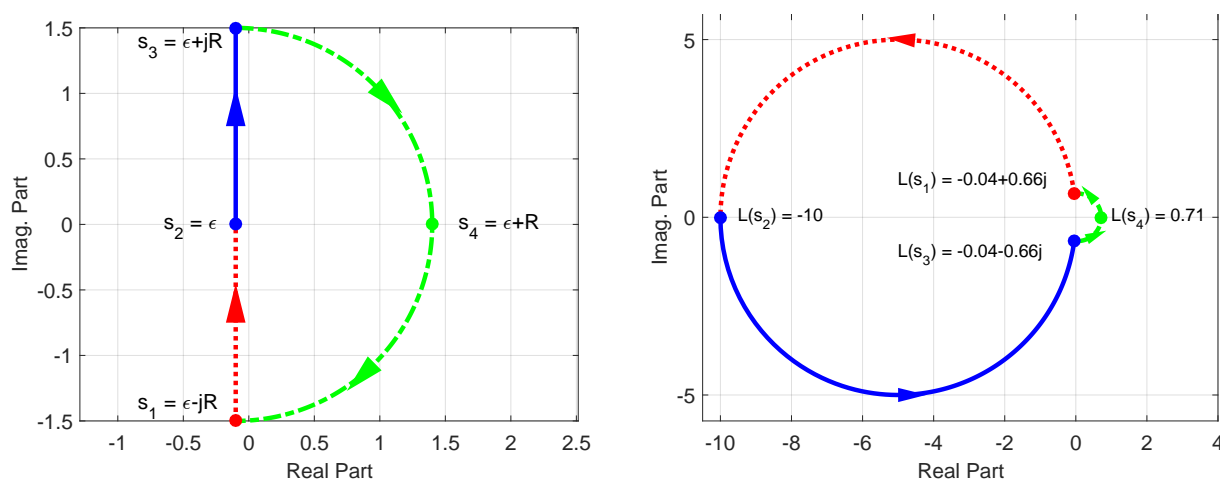 1.5
1
0.5
0
-0.5
-1
-1.5
Imag. Part
s3 = ϵ+jR
s2 = ϵ
s4 = ϵ+R
s1 = ϵ-jR
-1 -0.5 0 0.5 1 1.5 2 2.5
Real Part
5
0
-5
Imag. Part
L(s1) = -0.04+0.66j
L(s2) = -10
L(s4) = 0.71
L(s3) = -0.04-0.66j
-10 -8 -6 -4 -2 0 2 4
Real Part